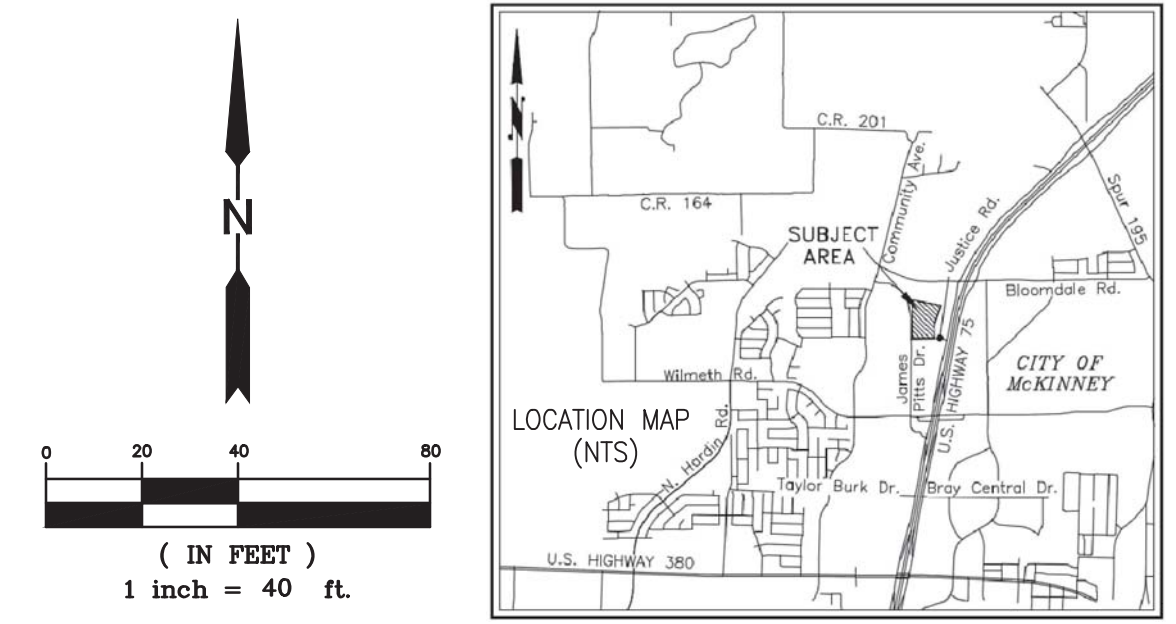 N
0 20 40 80
( IN FEET )
1 inch = 40 ft.
N
C.R. 201
C.R. 164
Community Ave.
Justice Rd.
Spur 195
SUBJECT
AREA
Bloomdale Rd.
James
Pitts Dr.
U.S. HIGHWAY 75
CITY OF
McKINNEY
Wilmeth Rd.
LOCATION MAP
(NTS)
N. Hardin Rd.
Taylor Burk Dr.
Bray Central Dr.
U.S. HIGHWAY 380